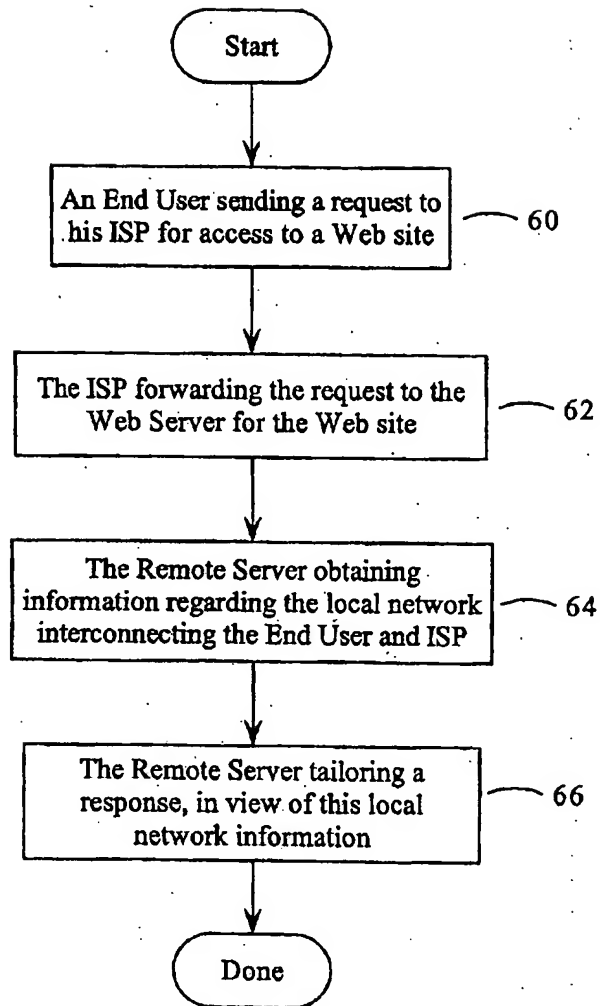 Start
An End User sending a request to
his ISP for access to a Web site
60
The ISP forwarding the request to the
Web Server for the Web site
62
The Remote Server obtaining
information regarding the local network
interconnecting the End User and ISP
64
The Remote Server tailoring a
response, in view of this local
network information
66
Done